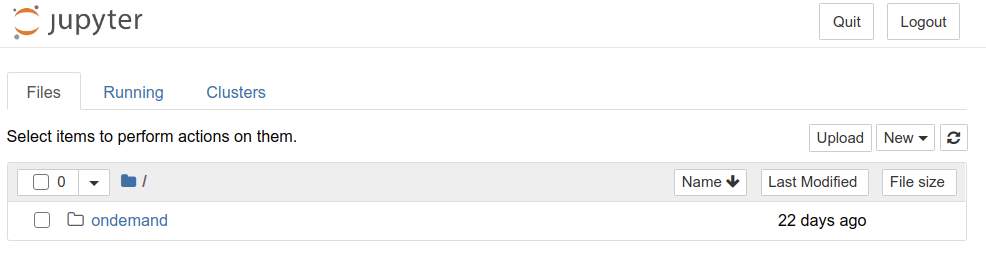 jupyter Quit Logout
Files Running Clusters
Select items to perform actions on them. Upload New
0 / Name Last Modified File size
ondemand 22 days ago